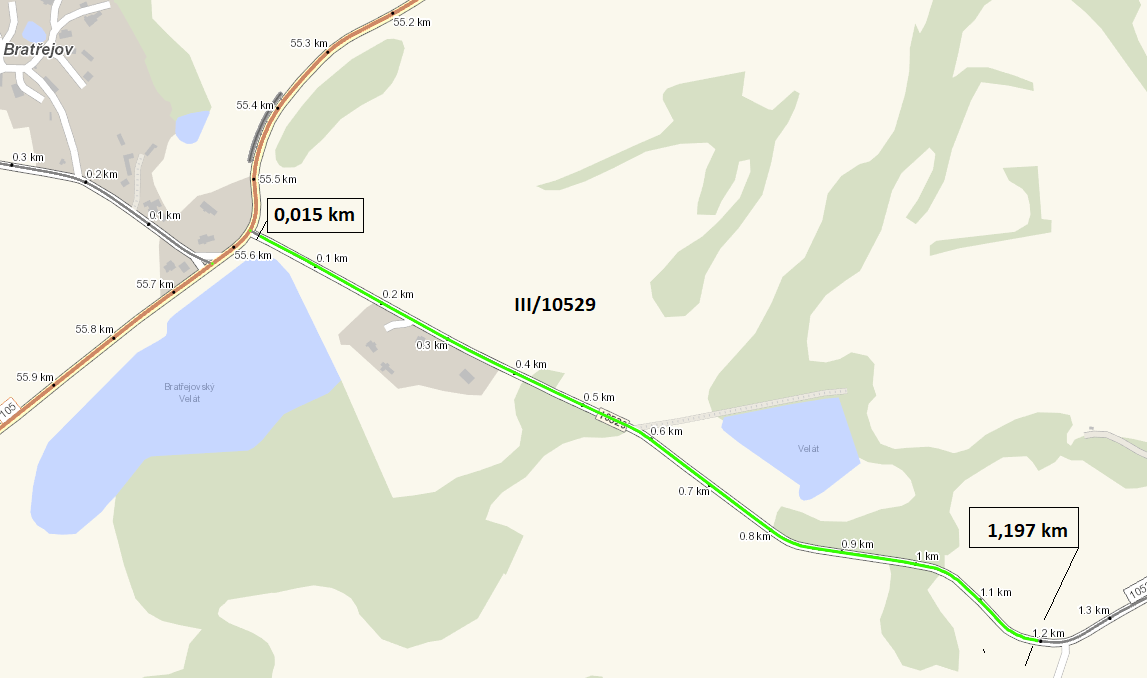 55.2 km
55.3 km
Bratřejov
55.4 km
0.3 km
0.2 km
55.5 km
0.1 km
0,015 km
55.6 km
0.1 km
55.7 km
0.2 km
III/10529
55.8 km
0.3 km
0.4 km
55.9 km
Bratřejovský
Velát
0.5 km
105
10529
0.6 km
Velát
0.7 km
1,197 km
0.8 km
0.9 km
1 km
1.1 km
1.3 km
1.2 km